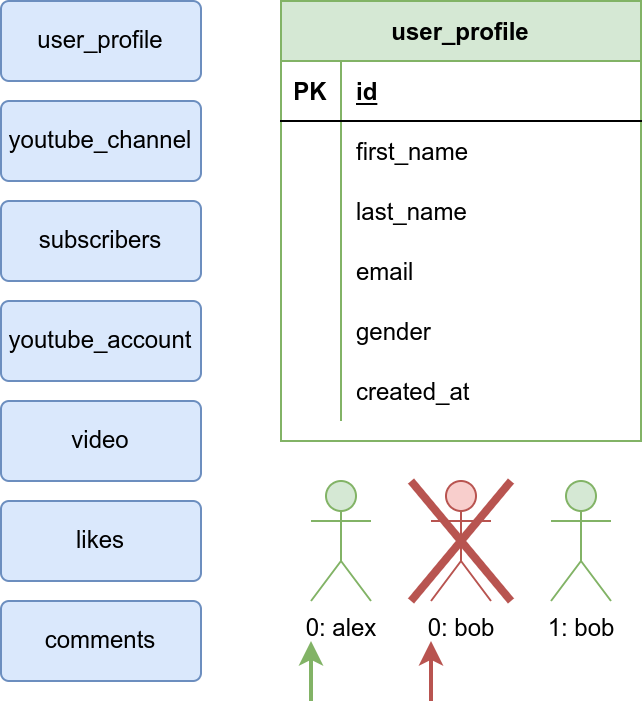 user_profile
youtube_channel
subscribers
youtube_account
video
likes
comments
user_profile
PK id
first_name
last_name
email
gender
created_at
0: alex
0: bob
1: bob